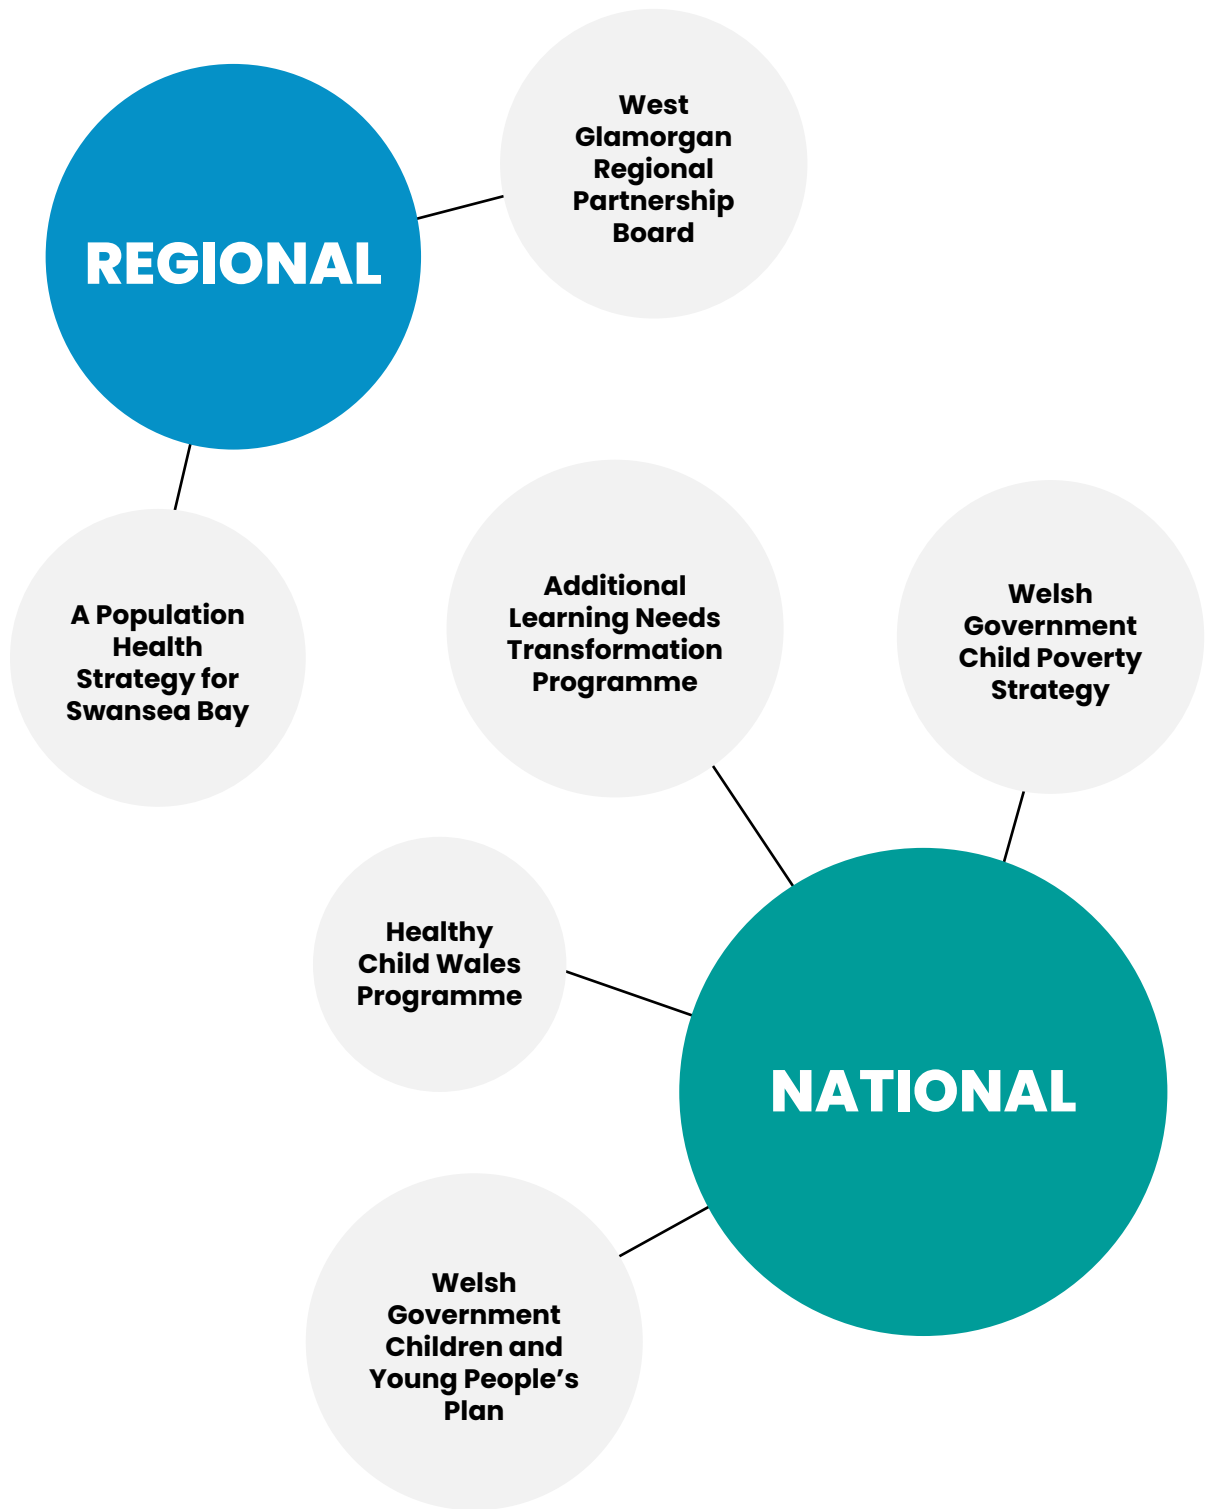 West
Glamorgan
Regional
Partnership
Board
REGIONAL
A Population
Health
Strategy for
Swansea Bay
Additional
Learning Needs
Transformation
Programme
Welsh
Government
Child Poverty
Strategy
Healthy
Child Wales
Programme
NATIONAL
Welsh
Government
Children and
Young People’s
Plan